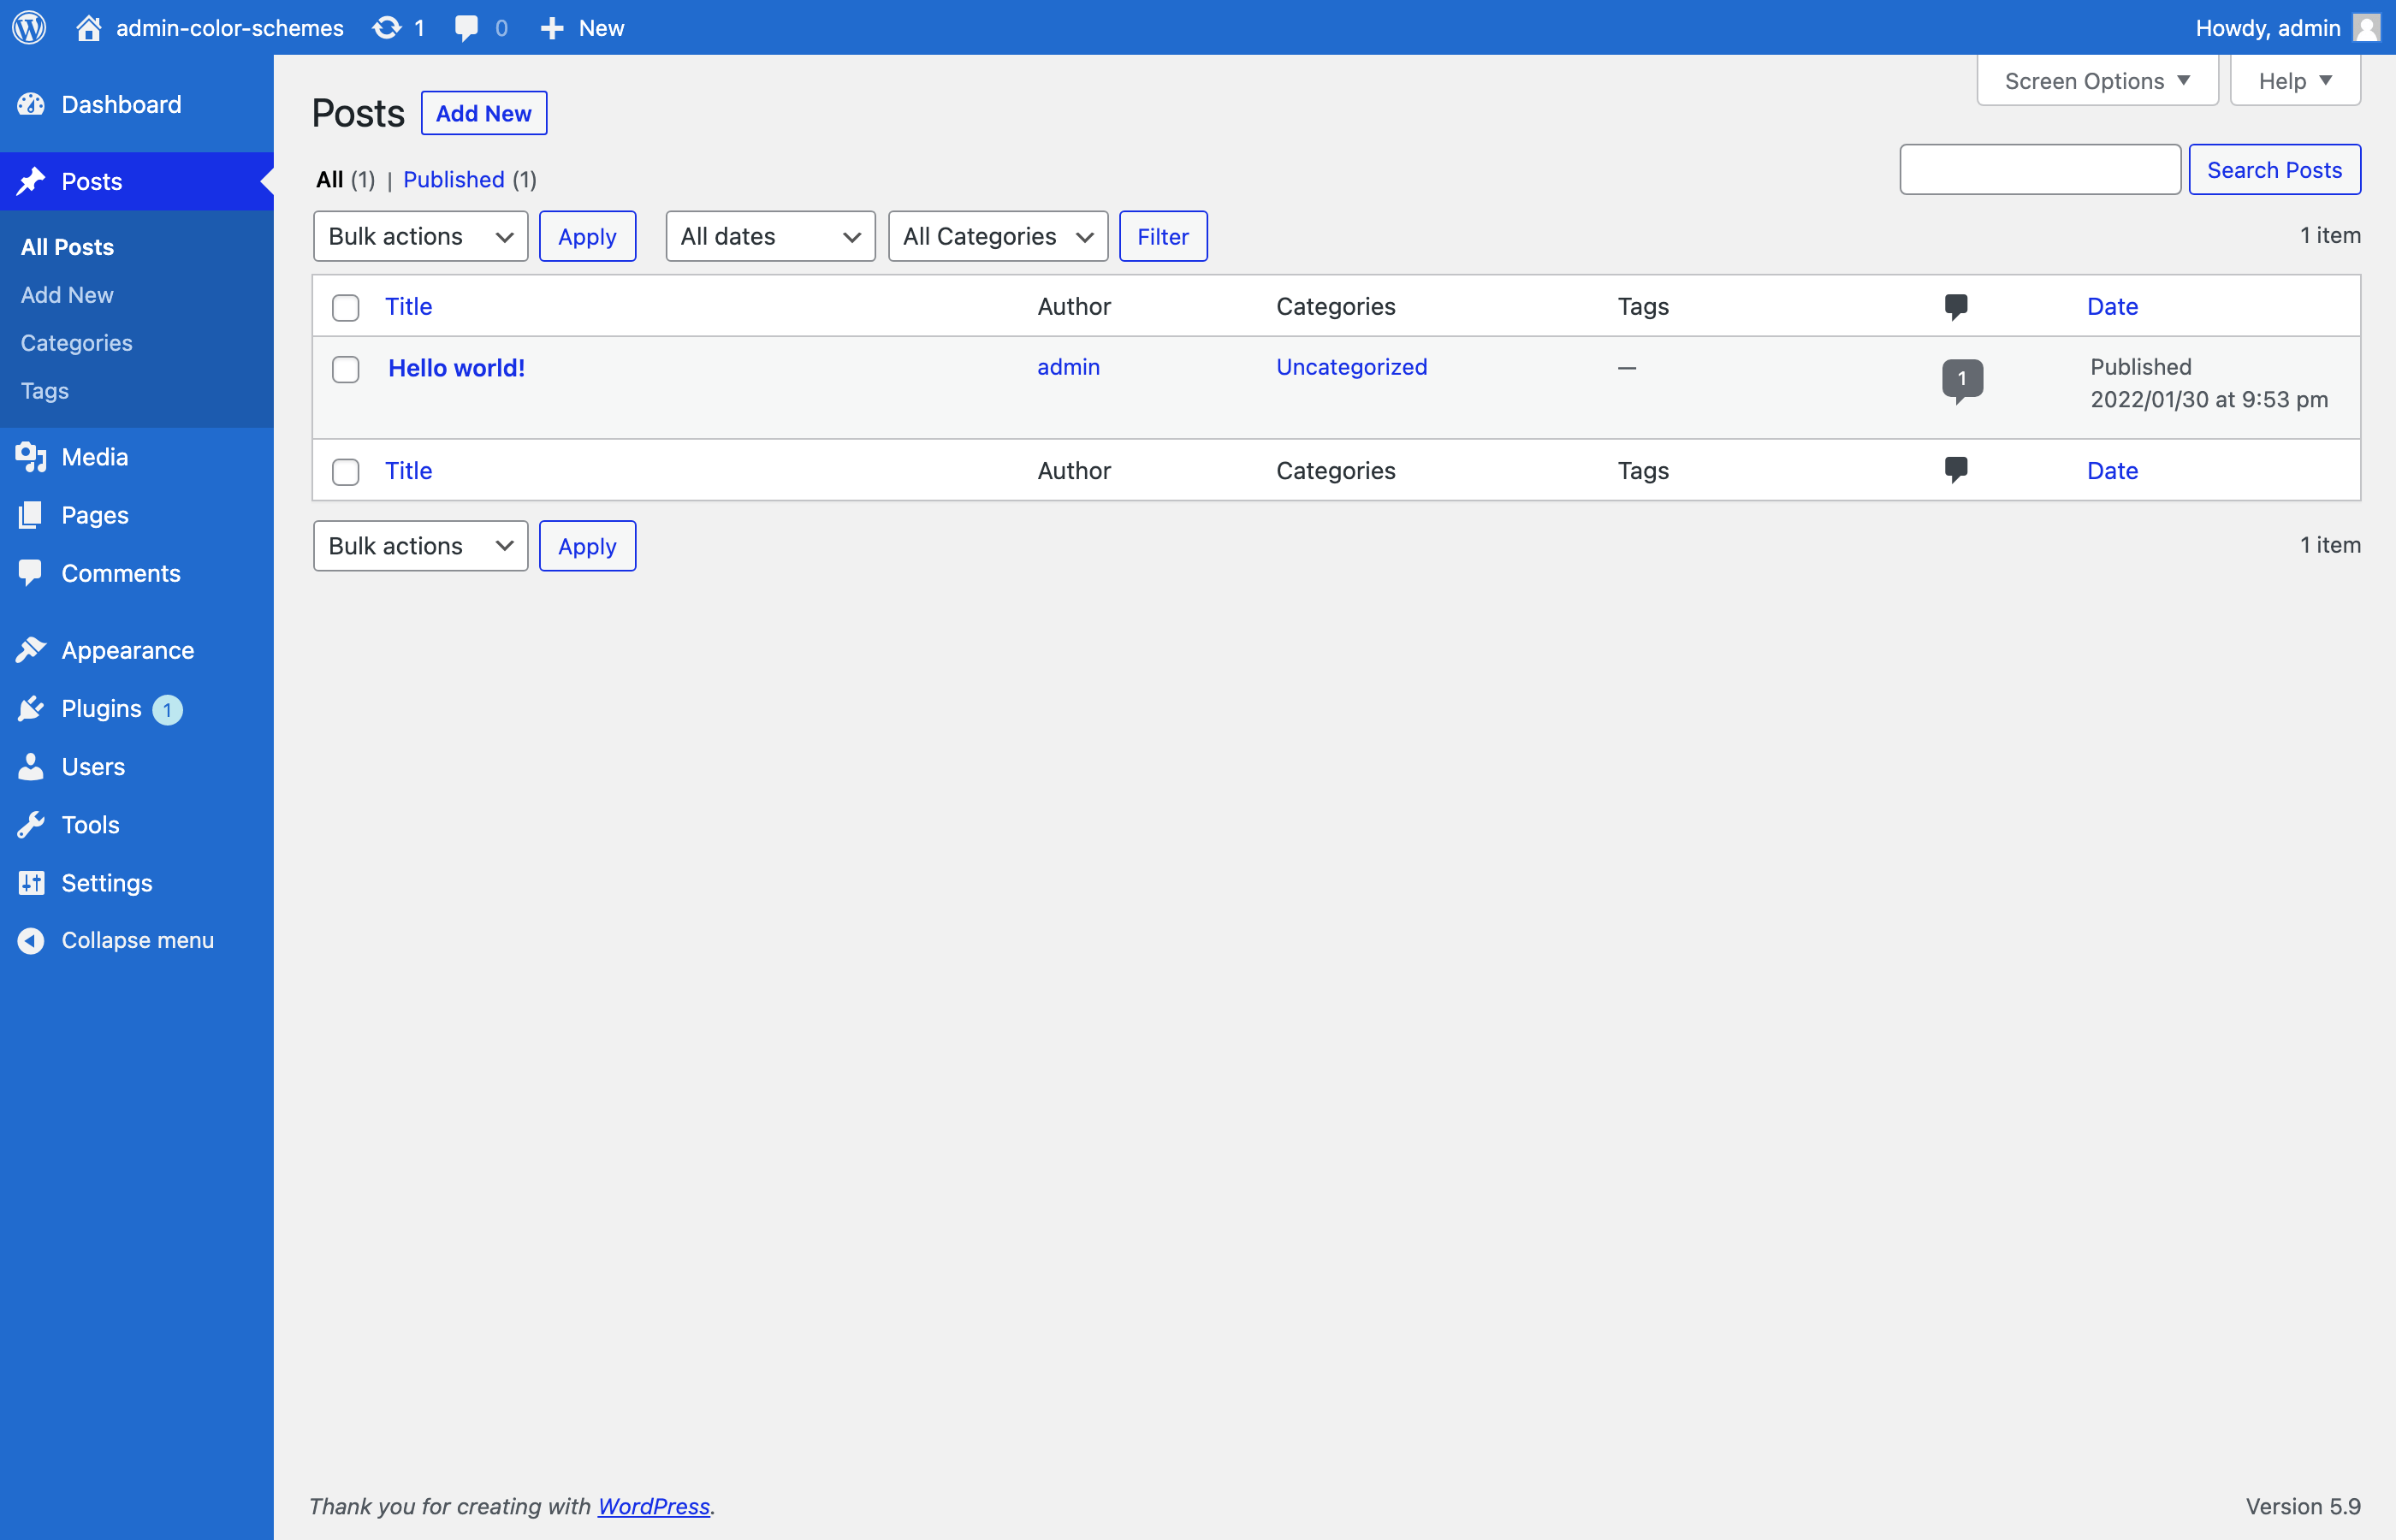 admin-color-schemes 1 0 New Howdy, admin
Dashboard
Posts
All Posts
Add New
Categories
Tags
Media
Pages
Comments
Appearance
Plugins 1
Users
Tools
Settings
Collapse menu
Screen Options Help
Posts Add New
All (1) | Published (1) Search Posts
Bulk actions Apply All dates All Categories Filter 1 item
Title Author Categories Tags Date
Hello world! admin Uncategorized — 1 Published
2022/01/30 at 9:53 pm
Title Author Categories Tags Date
Bulk actions Apply 1 item
Thank you for creating with WordPress. Version 5.9